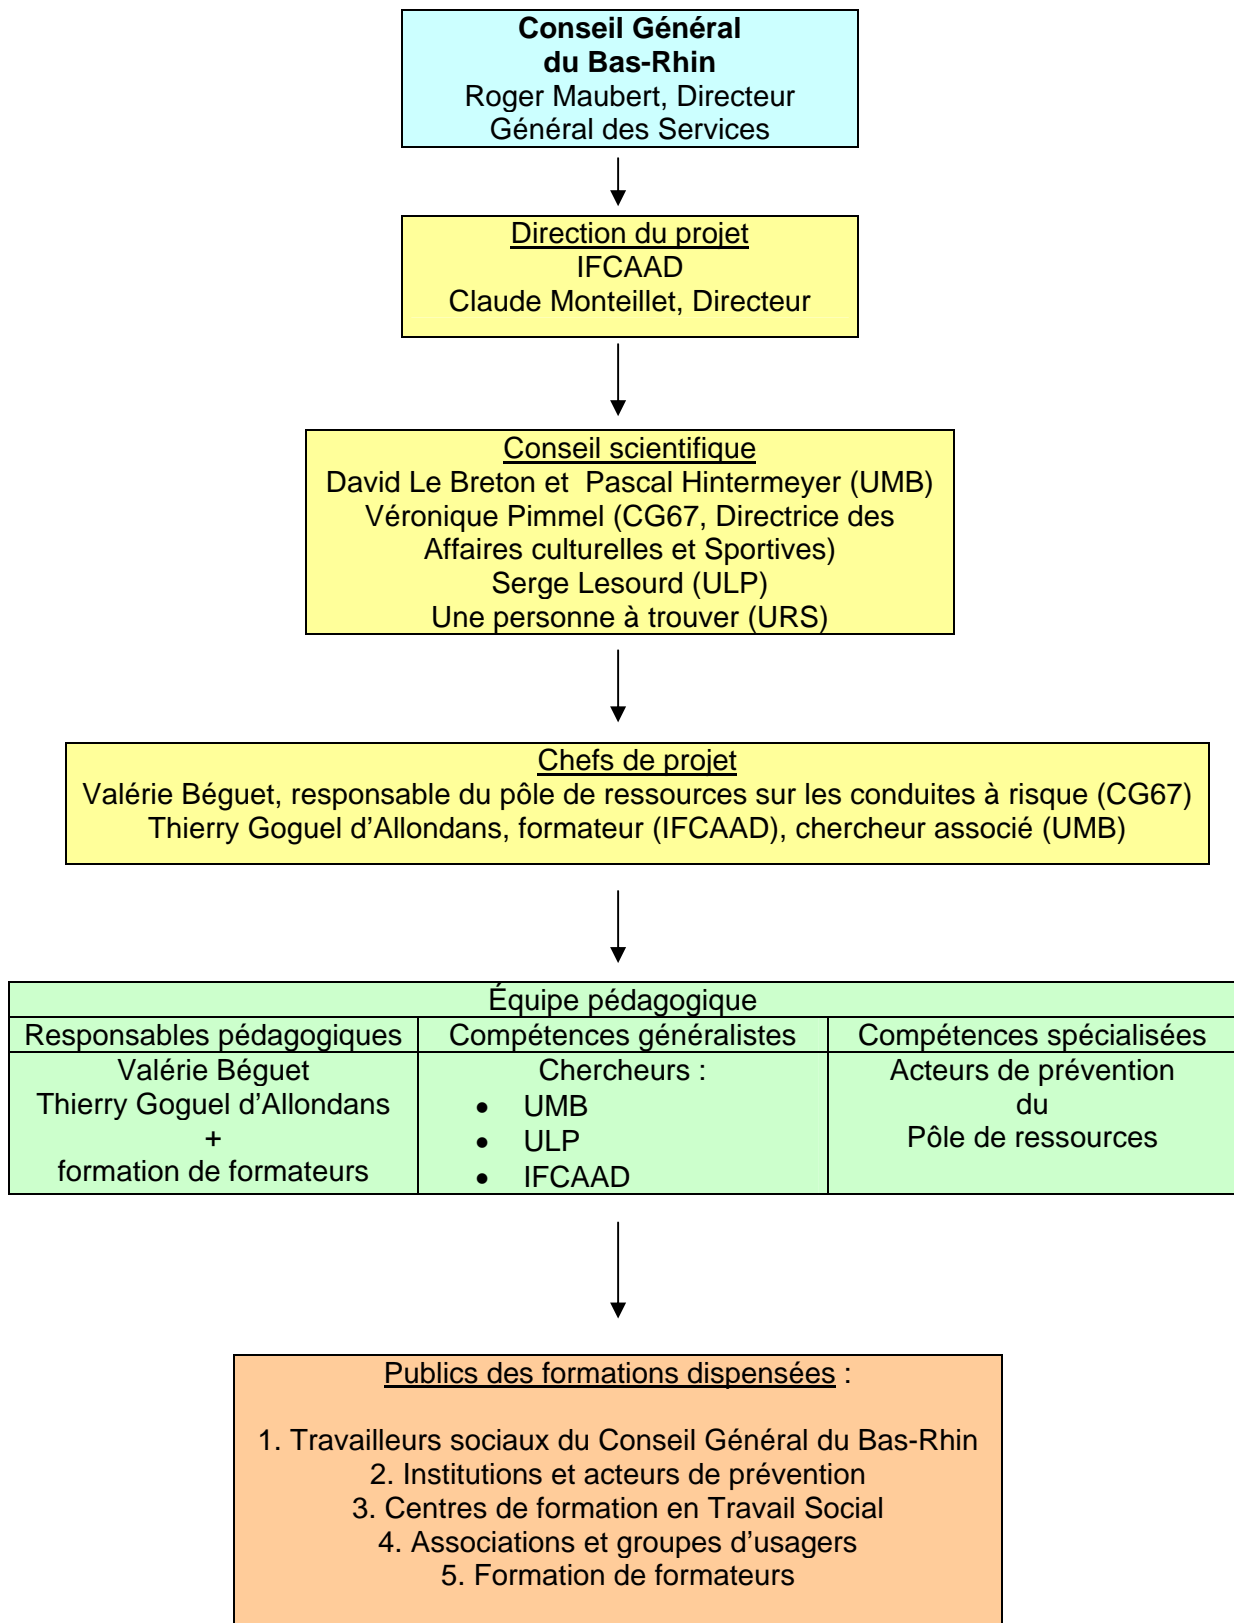 Conseil Général
du Bas-Rhin
Roger Maubert, Directeur
Général des Services
Direction du projet
IFCAAD
Claude Monteillet, Directeur
Conseil scientifique
David Le Breton et Pascal Hintermeyer (UMB)
Véronique Pimmel (CG67, Directrice des
Affaires culturelles et Sportives)
Serge Lesourd (ULP)
Une personne à trouver (URS)
Chefs de projet
Valérie Béguet, responsable du pôle de ressources sur les conduites à risque (CG67)
Thierry Goguel d’Allondans, formateur (IFCAAD), chercheur associé (UMB)
Équipe pédagogique
Responsables pédagogiques
Valérie Béguet
Thierry Goguel d’Allondans
+
formation de formateurs
Compétences généralistes
Chercheurs :
• UMB
• ULP
• IFCAAD
Compétences spécialisées
Acteurs de prévention
du
Pôle de ressources
Publics des formations dispensées :
1. Travailleurs sociaux du Conseil Général du Bas-Rhin
2. Institutions et acteurs de prévention
3. Centres de formation en Travail Social
4. Associations et groupes d’usagers
5. Formation de formateurs